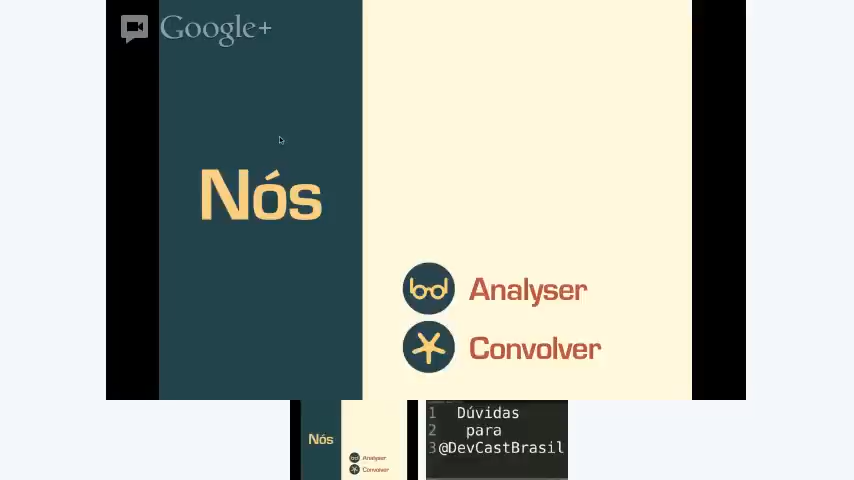 Google+
Nós
Analyser
Convolver
Nós
Analyser
Convolver
1 Dúvidas
2 para
3 @DevCastBrasil